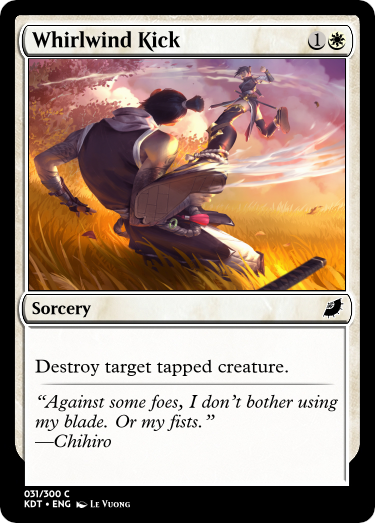 Whirlwind Kick 1
Sorcery
Destroy target tapped creature.
“Against some foes, I don’t bother using
my blade. Or my fists.”
—Chihiro
031/300 C
KDT • ENG Le Vuong